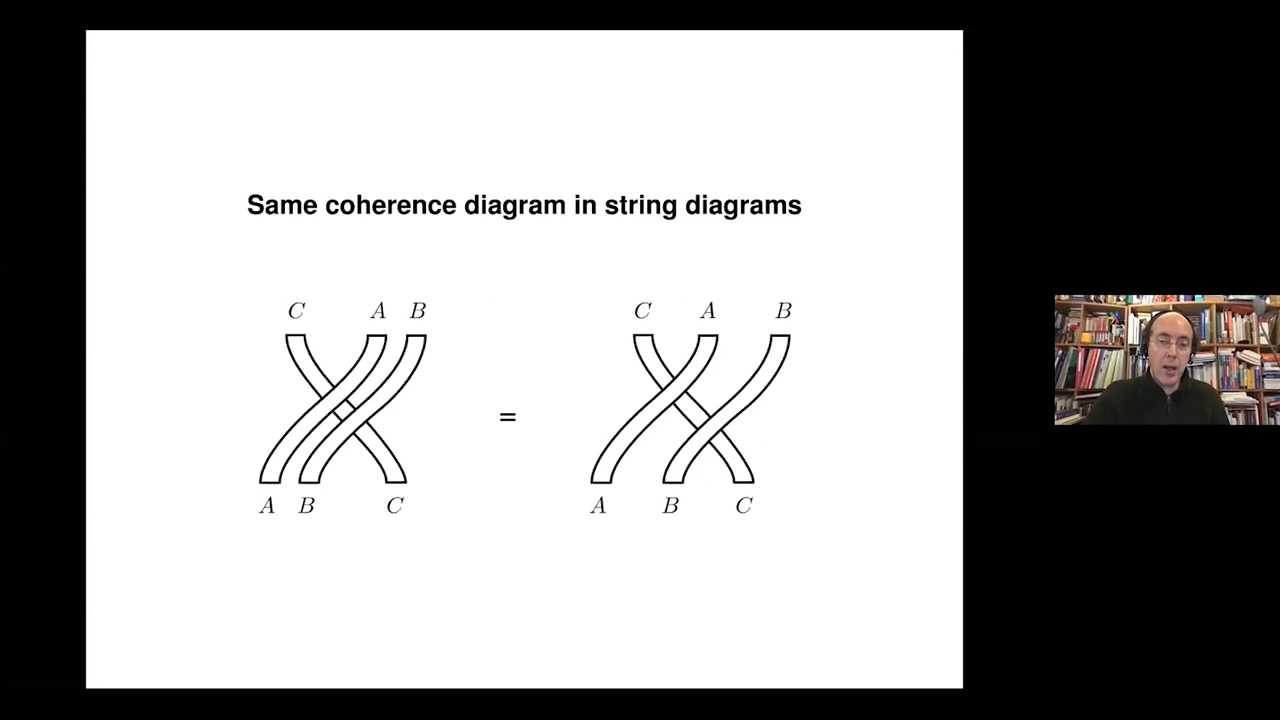 Same coherence diagram in string diagrams
C A B C A B
=
A B C A B C